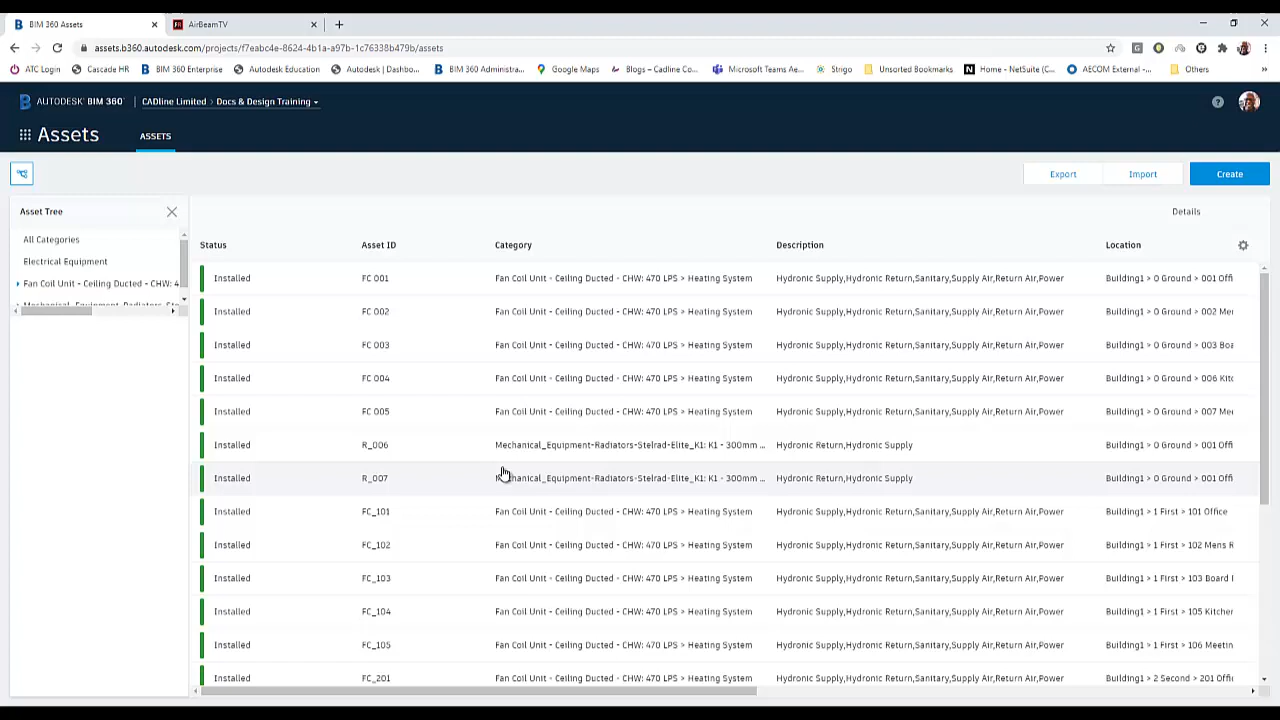 BIM 360 Assets
AirBeamTV
assets.b360.autodesk.com/projects/f7eabc4e-8624-4b1a-a97b-1c76338b479b/assets
ATC Login Cascade HR BIM 360 Enterprise Autodesk Education Autodesk | Dashbo... BIM 360 Administra... Google Maps Blogs – Cadline Co... Microsoft Teams Ae... Strigo Unsorted Bookmarks Home - NetSuite (C... AECOM External -... Others
AUTODESK® BIM 360™ CADline Limited > Docs & Design Training
Assets ASSETS
Export Import Create
Asset Tree Details
All Categories
Electrical Equipment
Fan Coil Unit - Ceiling Ducted - CHW: 4
Status Asset ID Category Description Location
Installed FC 001 Fan Coil Unit - Ceiling Ducted - CHW: 470 LPS > Heating System Hydronic Supply,Hydronic Return,Sanitary,Supply Air,Return Air,Power Building1 > 0 Ground > 001 Offi
Installed FC 002 Fan Coil Unit - Ceiling Ducted - CHW: 470 LPS > Heating System Hydronic Supply,Hydronic Return,Sanitary,Supply Air,Return Air,Power Building1 > 0 Ground > 002 Mer
Installed FC 003 Fan Coil Unit - Ceiling Ducted - CHW: 470 LPS > Heating System Hydronic Supply,Hydronic Return,Sanitary,Supply Air,Return Air,Power Building1 > 0 Ground > 003 Boa
Installed FC 004 Fan Coil Unit - Ceiling Ducted - CHW: 470 LPS > Heating System Hydronic Supply,Hydronic Return,Sanitary,Supply Air,Return Air,Power Building1 > 0 Ground > 006 Kitc
Installed FC 005 Fan Coil Unit - Ceiling Ducted - CHW: 470 LPS > Heating System Hydronic Supply,Hydronic Return,Sanitary,Supply Air,Return Air,Power Building1 > 0 Ground > 007 Mer
Installed R_006 Mechanical_Equipment-Radiators-Stelrad-Elite_K1: K1 - 300mm ... Hydronic Return,Hydronic Supply Building1 > 0 Ground > 001 Offi
Installed R_007 Mechanical_Equipment-Radiators-Stelrad-Elite_K1: K1 - 300mm ... Hydronic Return,Hydronic Supply Building1 > 0 Ground > 001 Offi
Installed FC_101 Fan Coil Unit - Ceiling Ducted - CHW: 470 LPS > Heating System Hydronic Supply,Hydronic Return,Sanitary,Supply Air,Return Air,Power Building1 > 1 First > 101 Office
Installed FC_102 Fan Coil Unit - Ceiling Ducted - CHW: 470 LPS > Heating System Hydronic Supply,Hydronic Return,Sanitary,Supply Air,Return Air,Power Building1 > 1 First > 102 Mens R
Installed FC_103 Fan Coil Unit - Ceiling Ducted - CHW: 470 LPS > Heating System Hydronic Supply,Hydronic Return,Sanitary,Supply Air,Return Air,Power Building1 > 1 First > 103 Board
Installed FC_104 Fan Coil Unit - Ceiling Ducted - CHW: 470 LPS > Heating System Hydronic Supply,Hydronic Return,Sanitary,Supply Air,Return Air,Power Building1 > 1 First > 105 Kitcher
Installed FC_105 Fan Coil Unit - Ceiling Ducted - CHW: 470 LPS > Heating System Hydronic Supply,Hydronic Return,Sanitary,Supply Air,Return Air,Power Building1 > 1 First > 106 Meetin
Installed FC_201 Fan Coil Unit - Ceiling Ducted - CHW: 470 LPS > Heating System Hydronic Supply,Hydronic Return,Sanitary,Supply Air,Return Air,Power Building1 > 2 Second > 201 Offi